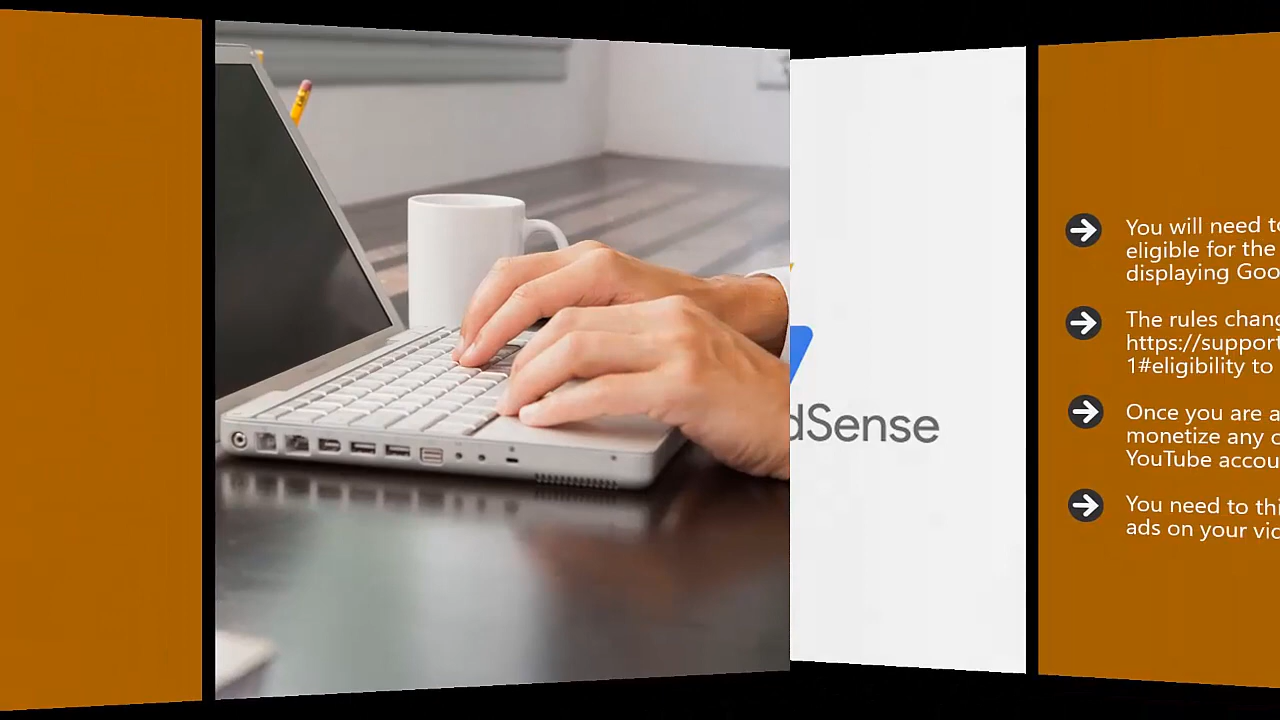 dSense
You will need to
eligible for the
displaying Goo
The rules chang
https://support
1#eligibility to
Once you are a
monetize any c
YouTube accou
You need to thi
ads on your vid